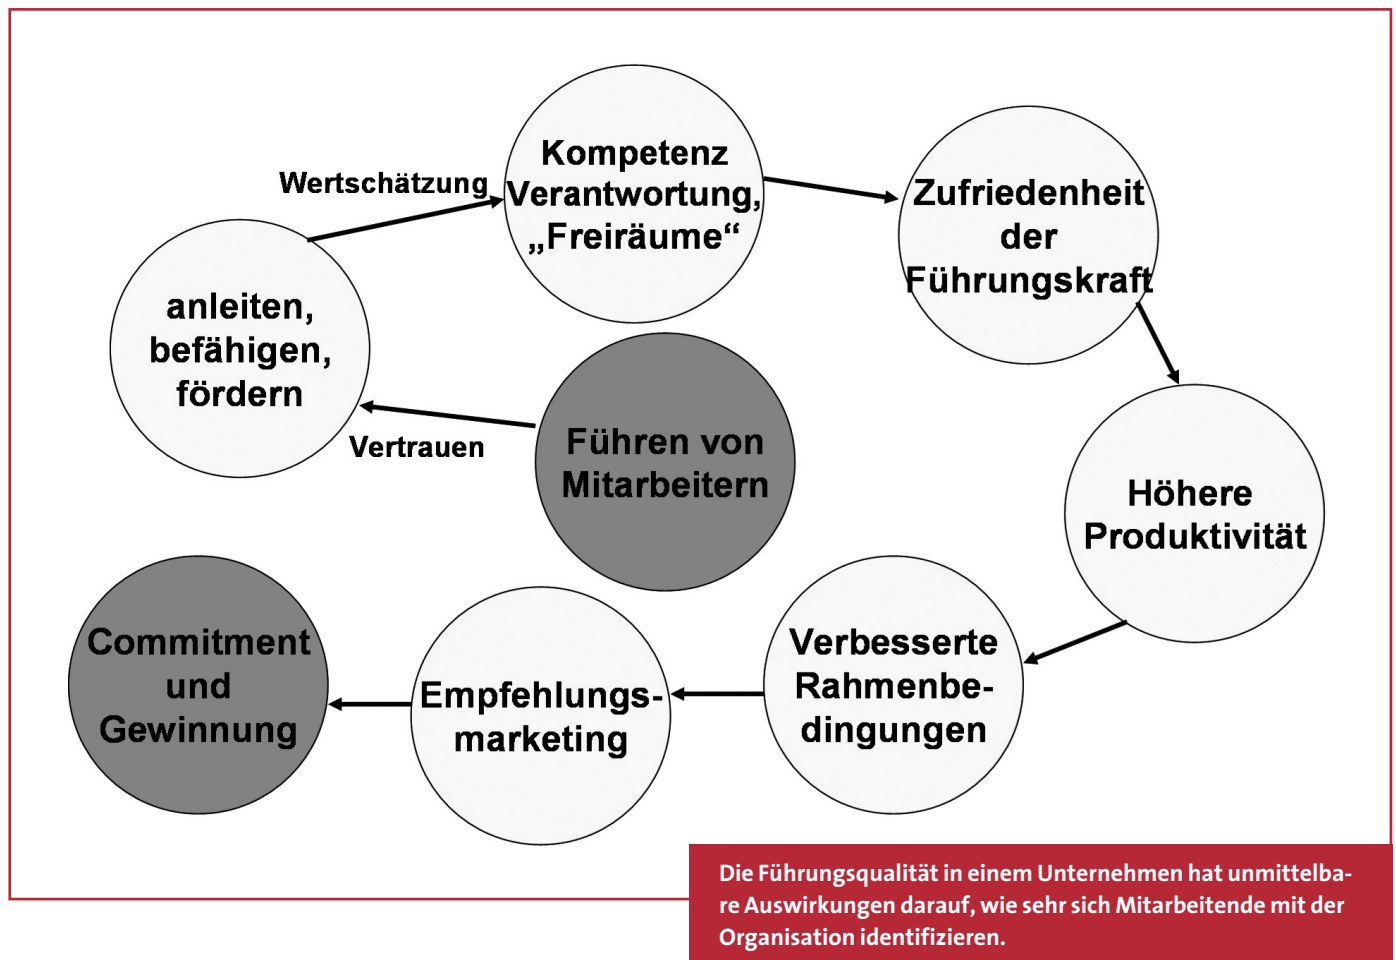 Kompetenz
Verantwortung,
„Freiräume“
Wertschätzung
Zufriedenheit
der
Führungskraft
anleiten,
befähigen,
fördern
Vertrauen
Führen von
Mitarbeitern
Höhere
Produktivität
Verbesserte
Rahmenbe-
dingungen
Empfehlungs-
marketing
Commitment
und
Gewinnung
Die Führungsqualität in einem Unternehmen hat unmittelba-
re Auswirkungen darauf, wie sehr sich Mitarbeitende mit der
Organisation identifizieren.